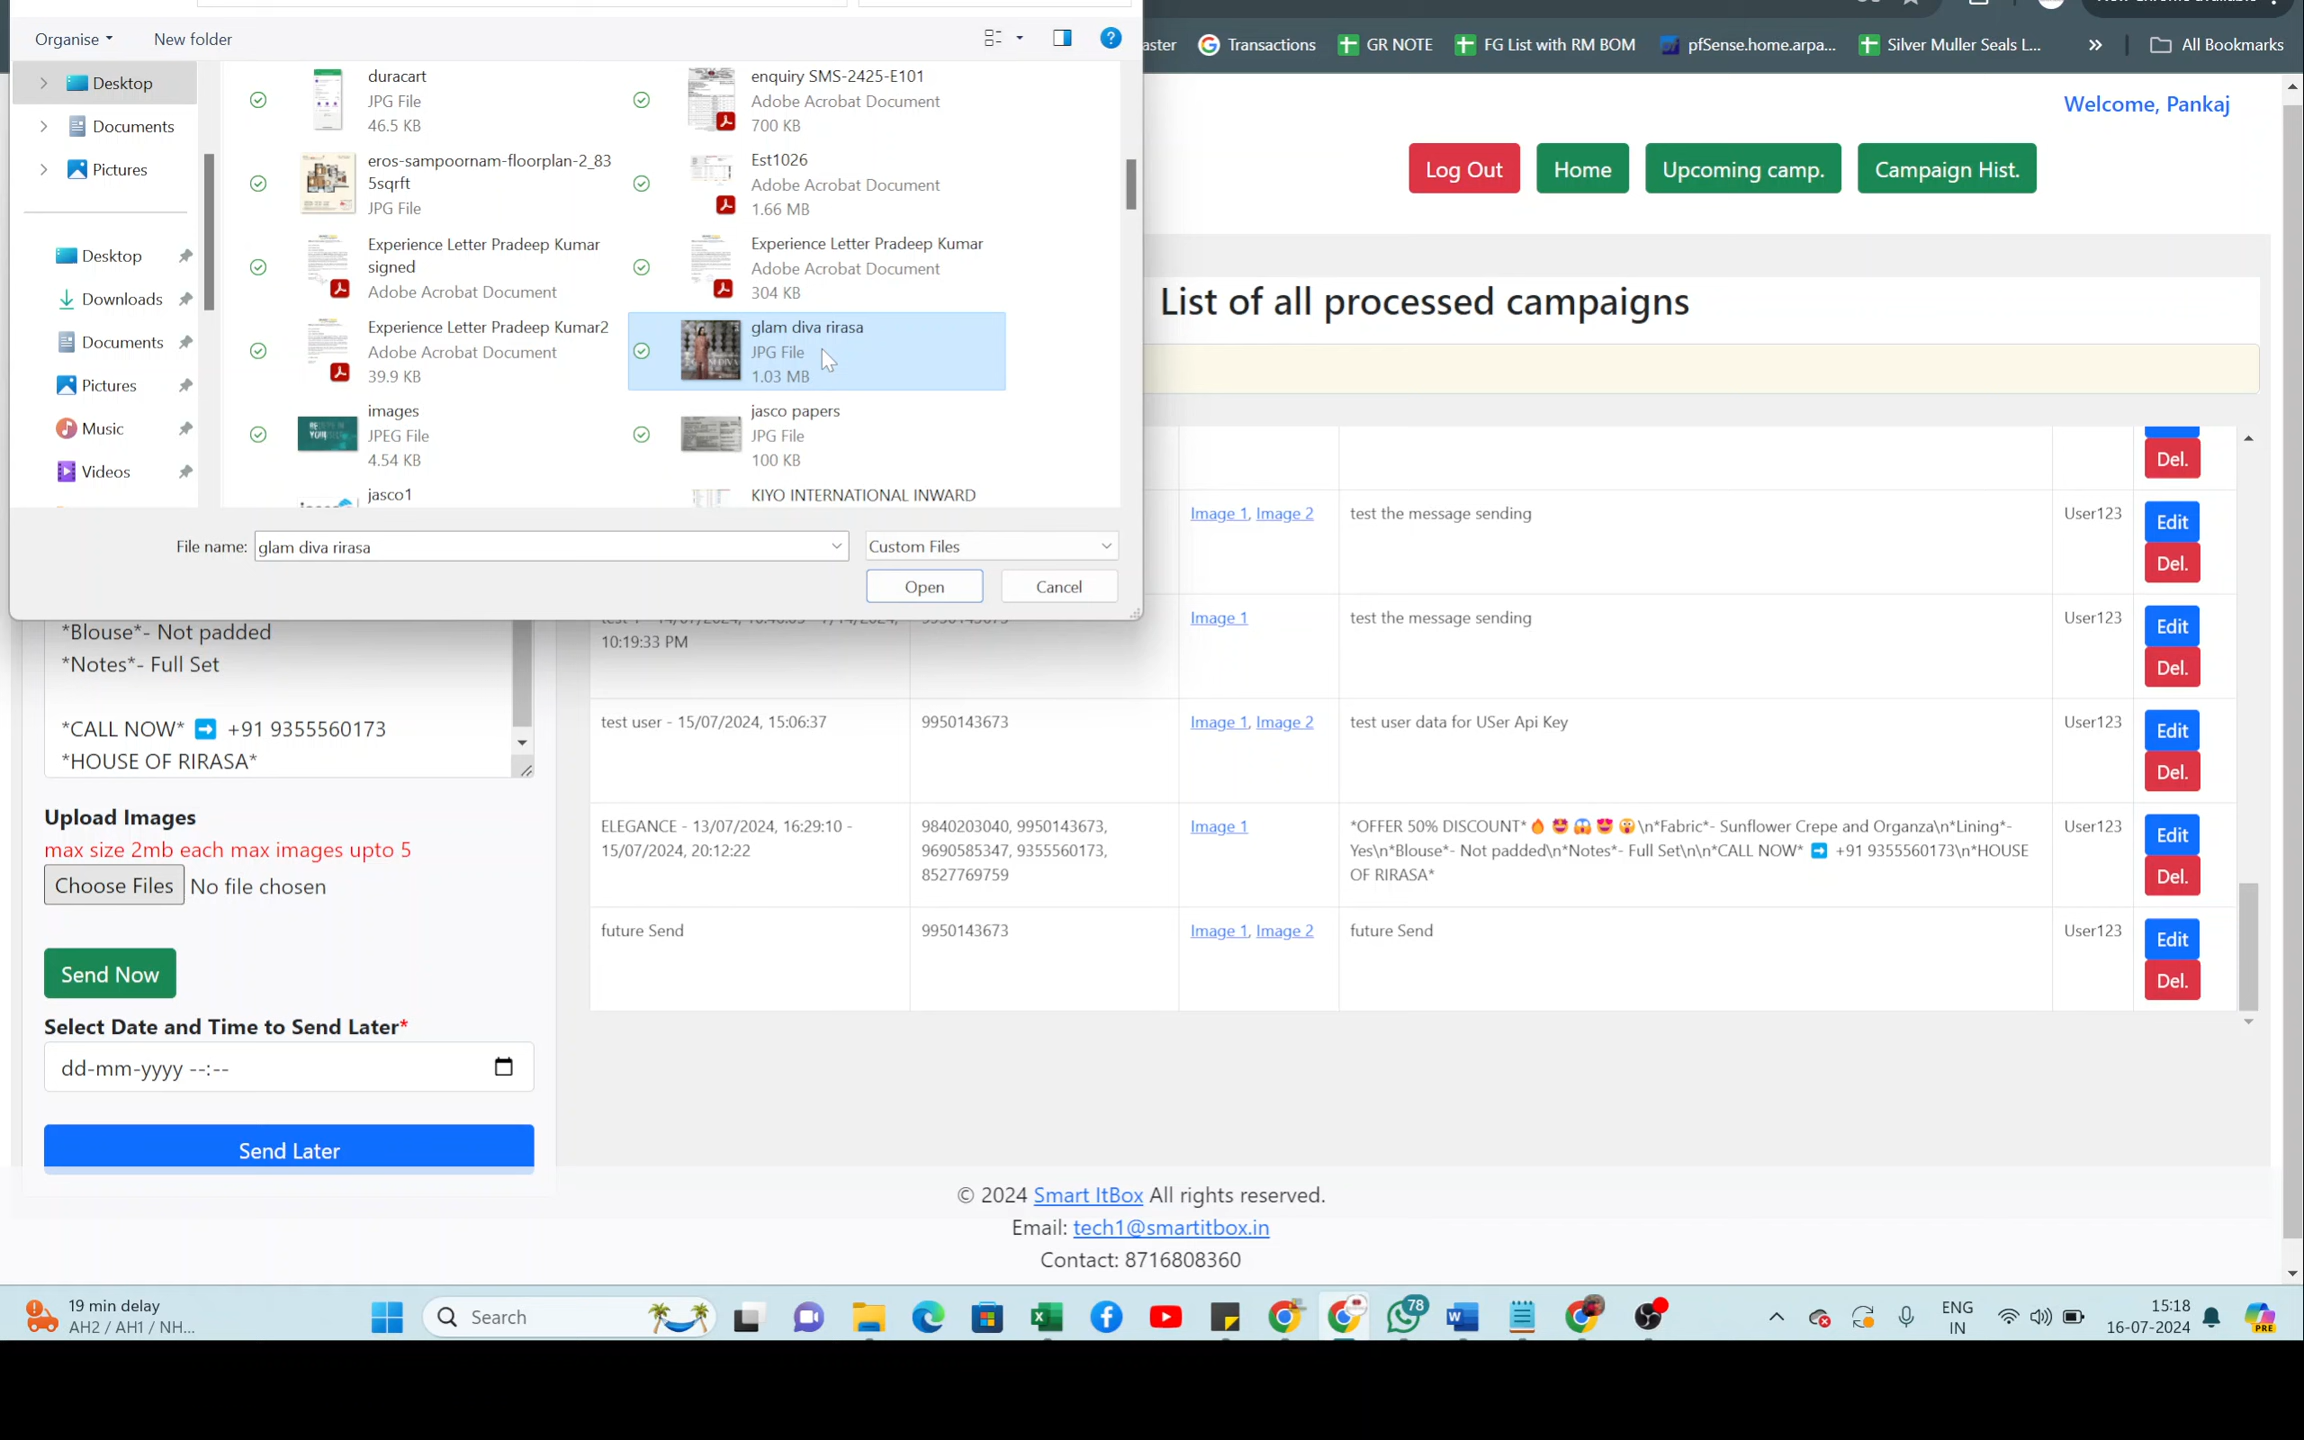 Organise
New folder
aster
Transactions
GR NOTE
FG List with RM BOM
pfSense.home.arpa...
Silver Muller Seals L...
»
All Bookmarks
Desktop
Documents
Pictures
Desktop
Downloads
Documents
Pictures
Music
Videos
duracart
JPG File
46.5 KB
enquiry SMS-2425-E101
Adobe Acrobat Document
700 KB
eros-sampoornam-floorplan-2_83
5sqrft
JPG File
Est1026
Adobe Acrobat Document
1.66 MB
Experience Letter Pradeep Kumar
signed
Adobe Acrobat Document
Experience Letter Pradeep Kumar
Adobe Acrobat Document
304 KB
Experience Letter Pradeep Kumar2
Adobe Acrobat Document
39.9 KB
glam diva rirasa
JPG File
1.03 MB
images
JPEG File
4.54 KB
jasco papers
JPG File
100 KB
jasco1
KIYO INTERNATIONAL INWARD
File name: glam diva rirasa
Custom Files
Open
Cancel
Welcome, Pankaj
Log Out
Home
Upcoming camp.
Campaign Hist.
List of all processed campaigns
Del.
Image 1, Image 2
test the message sending
User123
Edit
Del.
10:19:33 PM
Image 1
test the message sending
User123
Edit
Del.
test user - 15/07/2024, 15:06:37
9950143673
Image 1, Image 2
test user data for USer Api Key
User123
Edit
Del.
ELEGANCE - 13/07/2024, 16:29:10 -
15/07/2024, 20:12:22
9840203040, 9950143673,
9690585347, 9355560173,
8527769759
Image 1
*OFFER 50% DISCOUNT*🔥🤩😱😍😲\n*Fabric*- Sunflower Crepe and Organza\n*Lining*-
Yes\n*Blouse*- Not padded\n*Notes*- Full Set\n\n*CALL NOW* ➡️ +91 9355560173\n*HOUSE
OF RIRASA*
User123
Edit
Del.
future Send
9950143673
Image 1, Image 2
future Send
User123
Edit
Del.
*Blouse*- Not padded
*Notes*- Full Set
*CALL NOW* ➡️ +91 9355560173
*HOUSE OF RIRASA*
Upload Images
max size 2mb each max images upto 5
Choose Files No file chosen
Send Now
Select Date and Time to Send Later*
dd-mm-yyyy --:--
Send Later
© 2024 Smart ItBox All rights reserved.
Email: tech1@smartitbox.in
Contact: 8716808360
19 min delay
AH2 / AH1 / NH...
Search
78
ENG
IN
15:18
16-07-2024
PRE